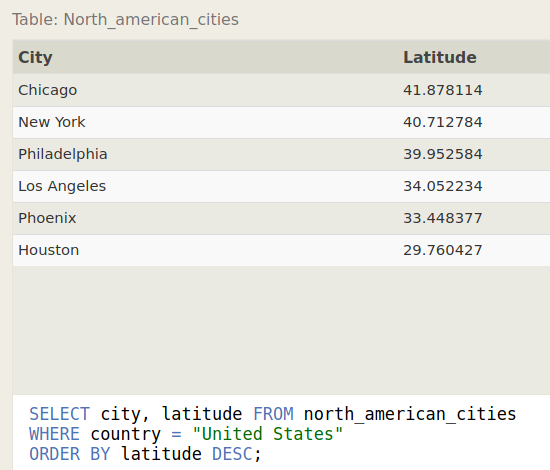 Table: North_american_cities
City Latitude
Chicago 41.878114
New York 40.712784
Philadelphia 39.952584
Los Angeles 34.052234
Phoenix 33.448377
Houston 29.760427
SELECT city, latitude FROM north_american_cities
WHERE country = "United States"
ORDER BY latitude DESC;